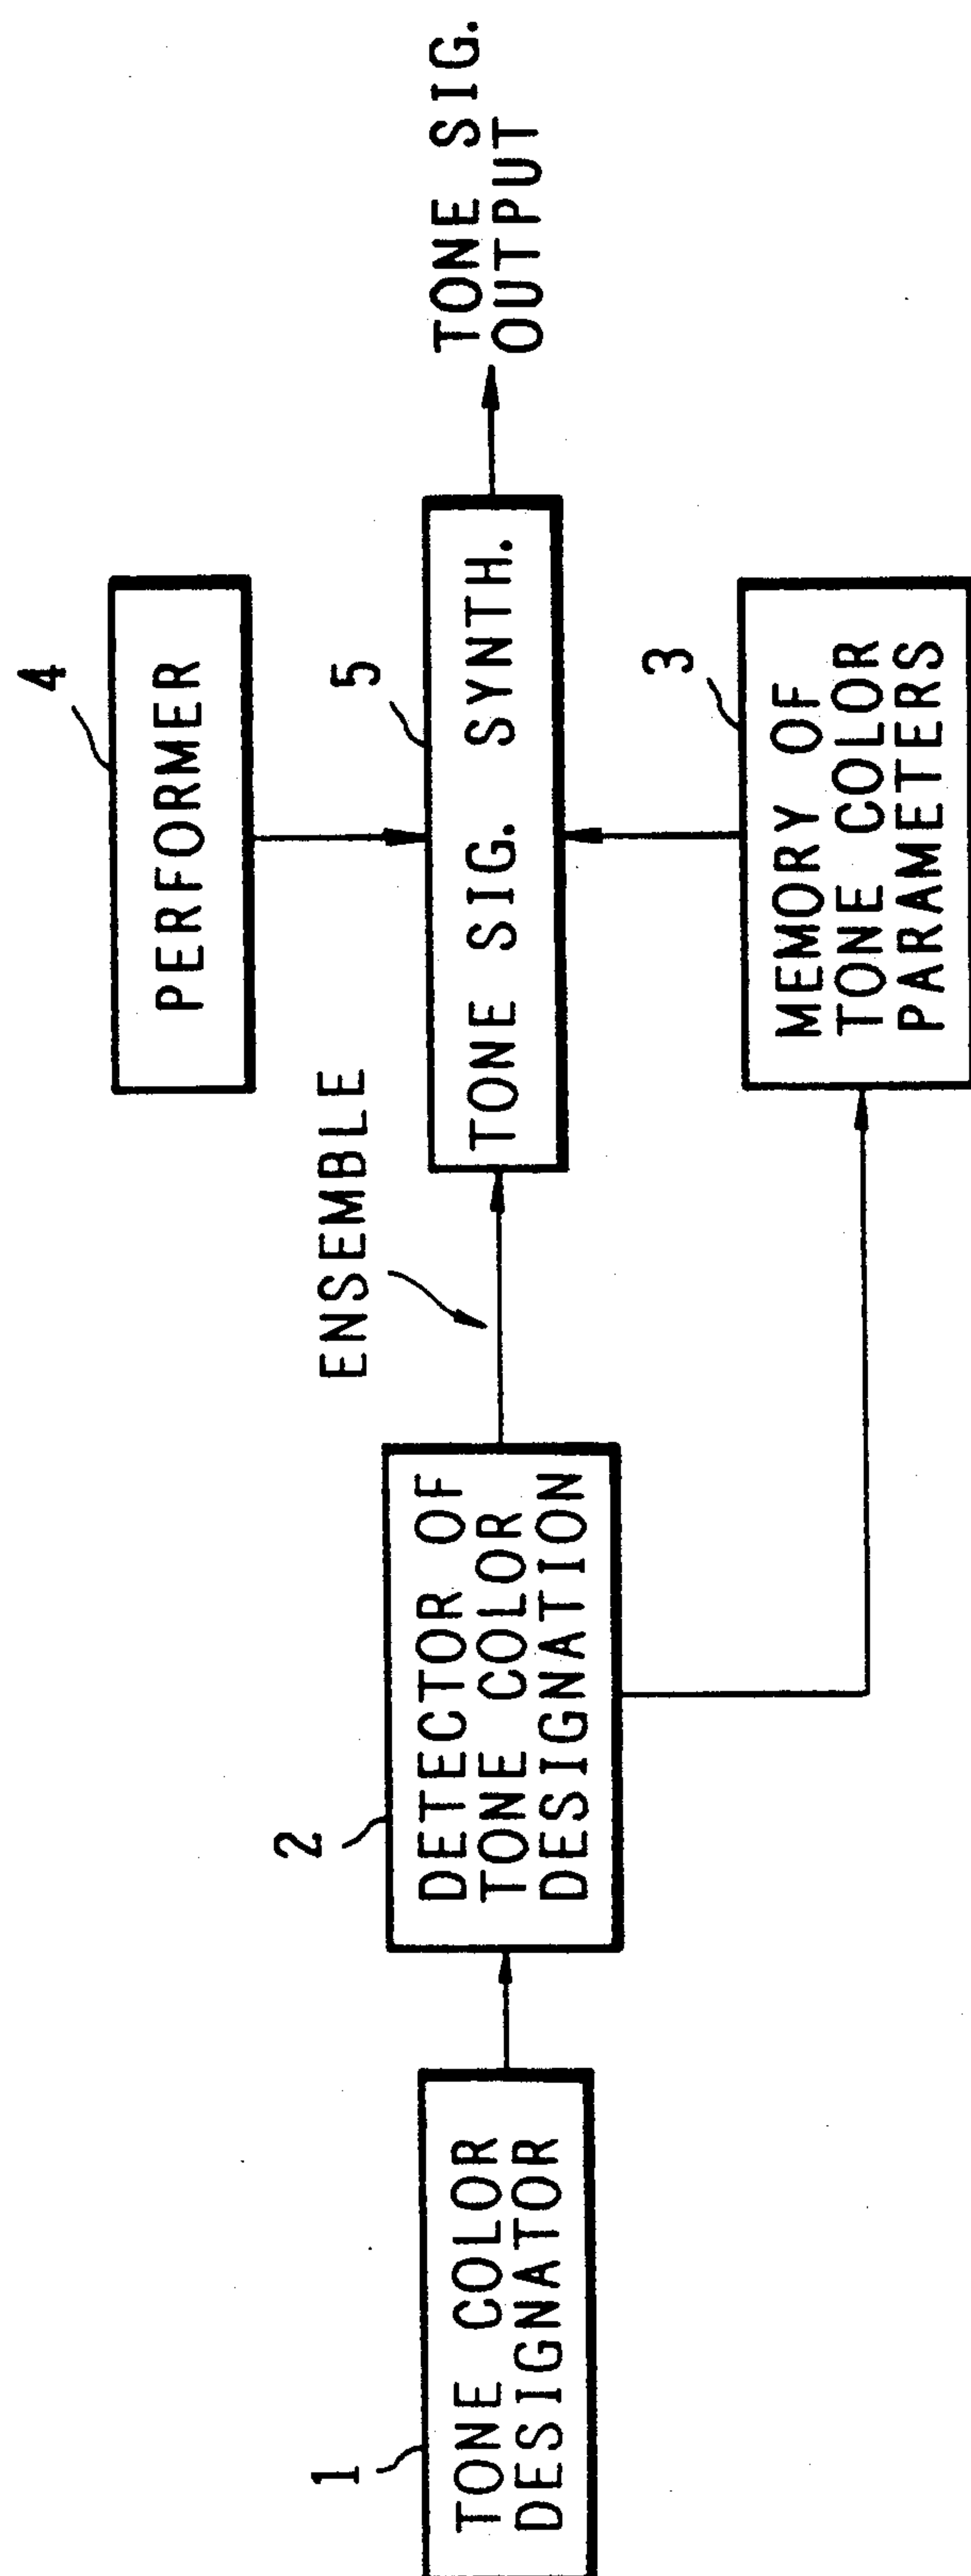 1
TONE COLOR
DESIGNATOR
2
DETECTOR OF
TONE COLOR
DESIGNATION
ENSEMBLE
4
PERFORMER
5
TONE SIG. SYNTH.
3
MEMORY OF
TONE COLOR
PARAMETERS
TONE SIG.
OUTPUT